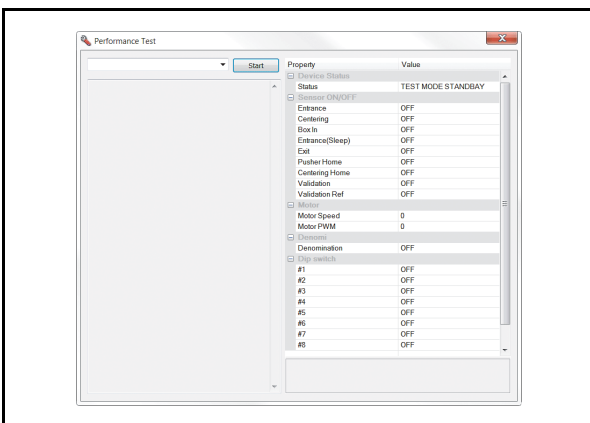 Performance Test
Start
Property Value
Device Status
Status TEST MODE STANDBAY
Sensor ON/OFF
Entrance OFF
Centering OFF
Box In OFF
Entrance(Sleep) OFF
Exit OFF
Pusher Home OFF
Centering Home OFF
Validation OFF
Validation Ref OFF
Motor
Motor Speed 0
Motor PWM 0
Denomi
Denomination OFF
Dip switch
#1 OFF
#2 OFF
#3 OFF
#4 OFF
#5 OFF
#6 OFF
#7 OFF
#8 OFF